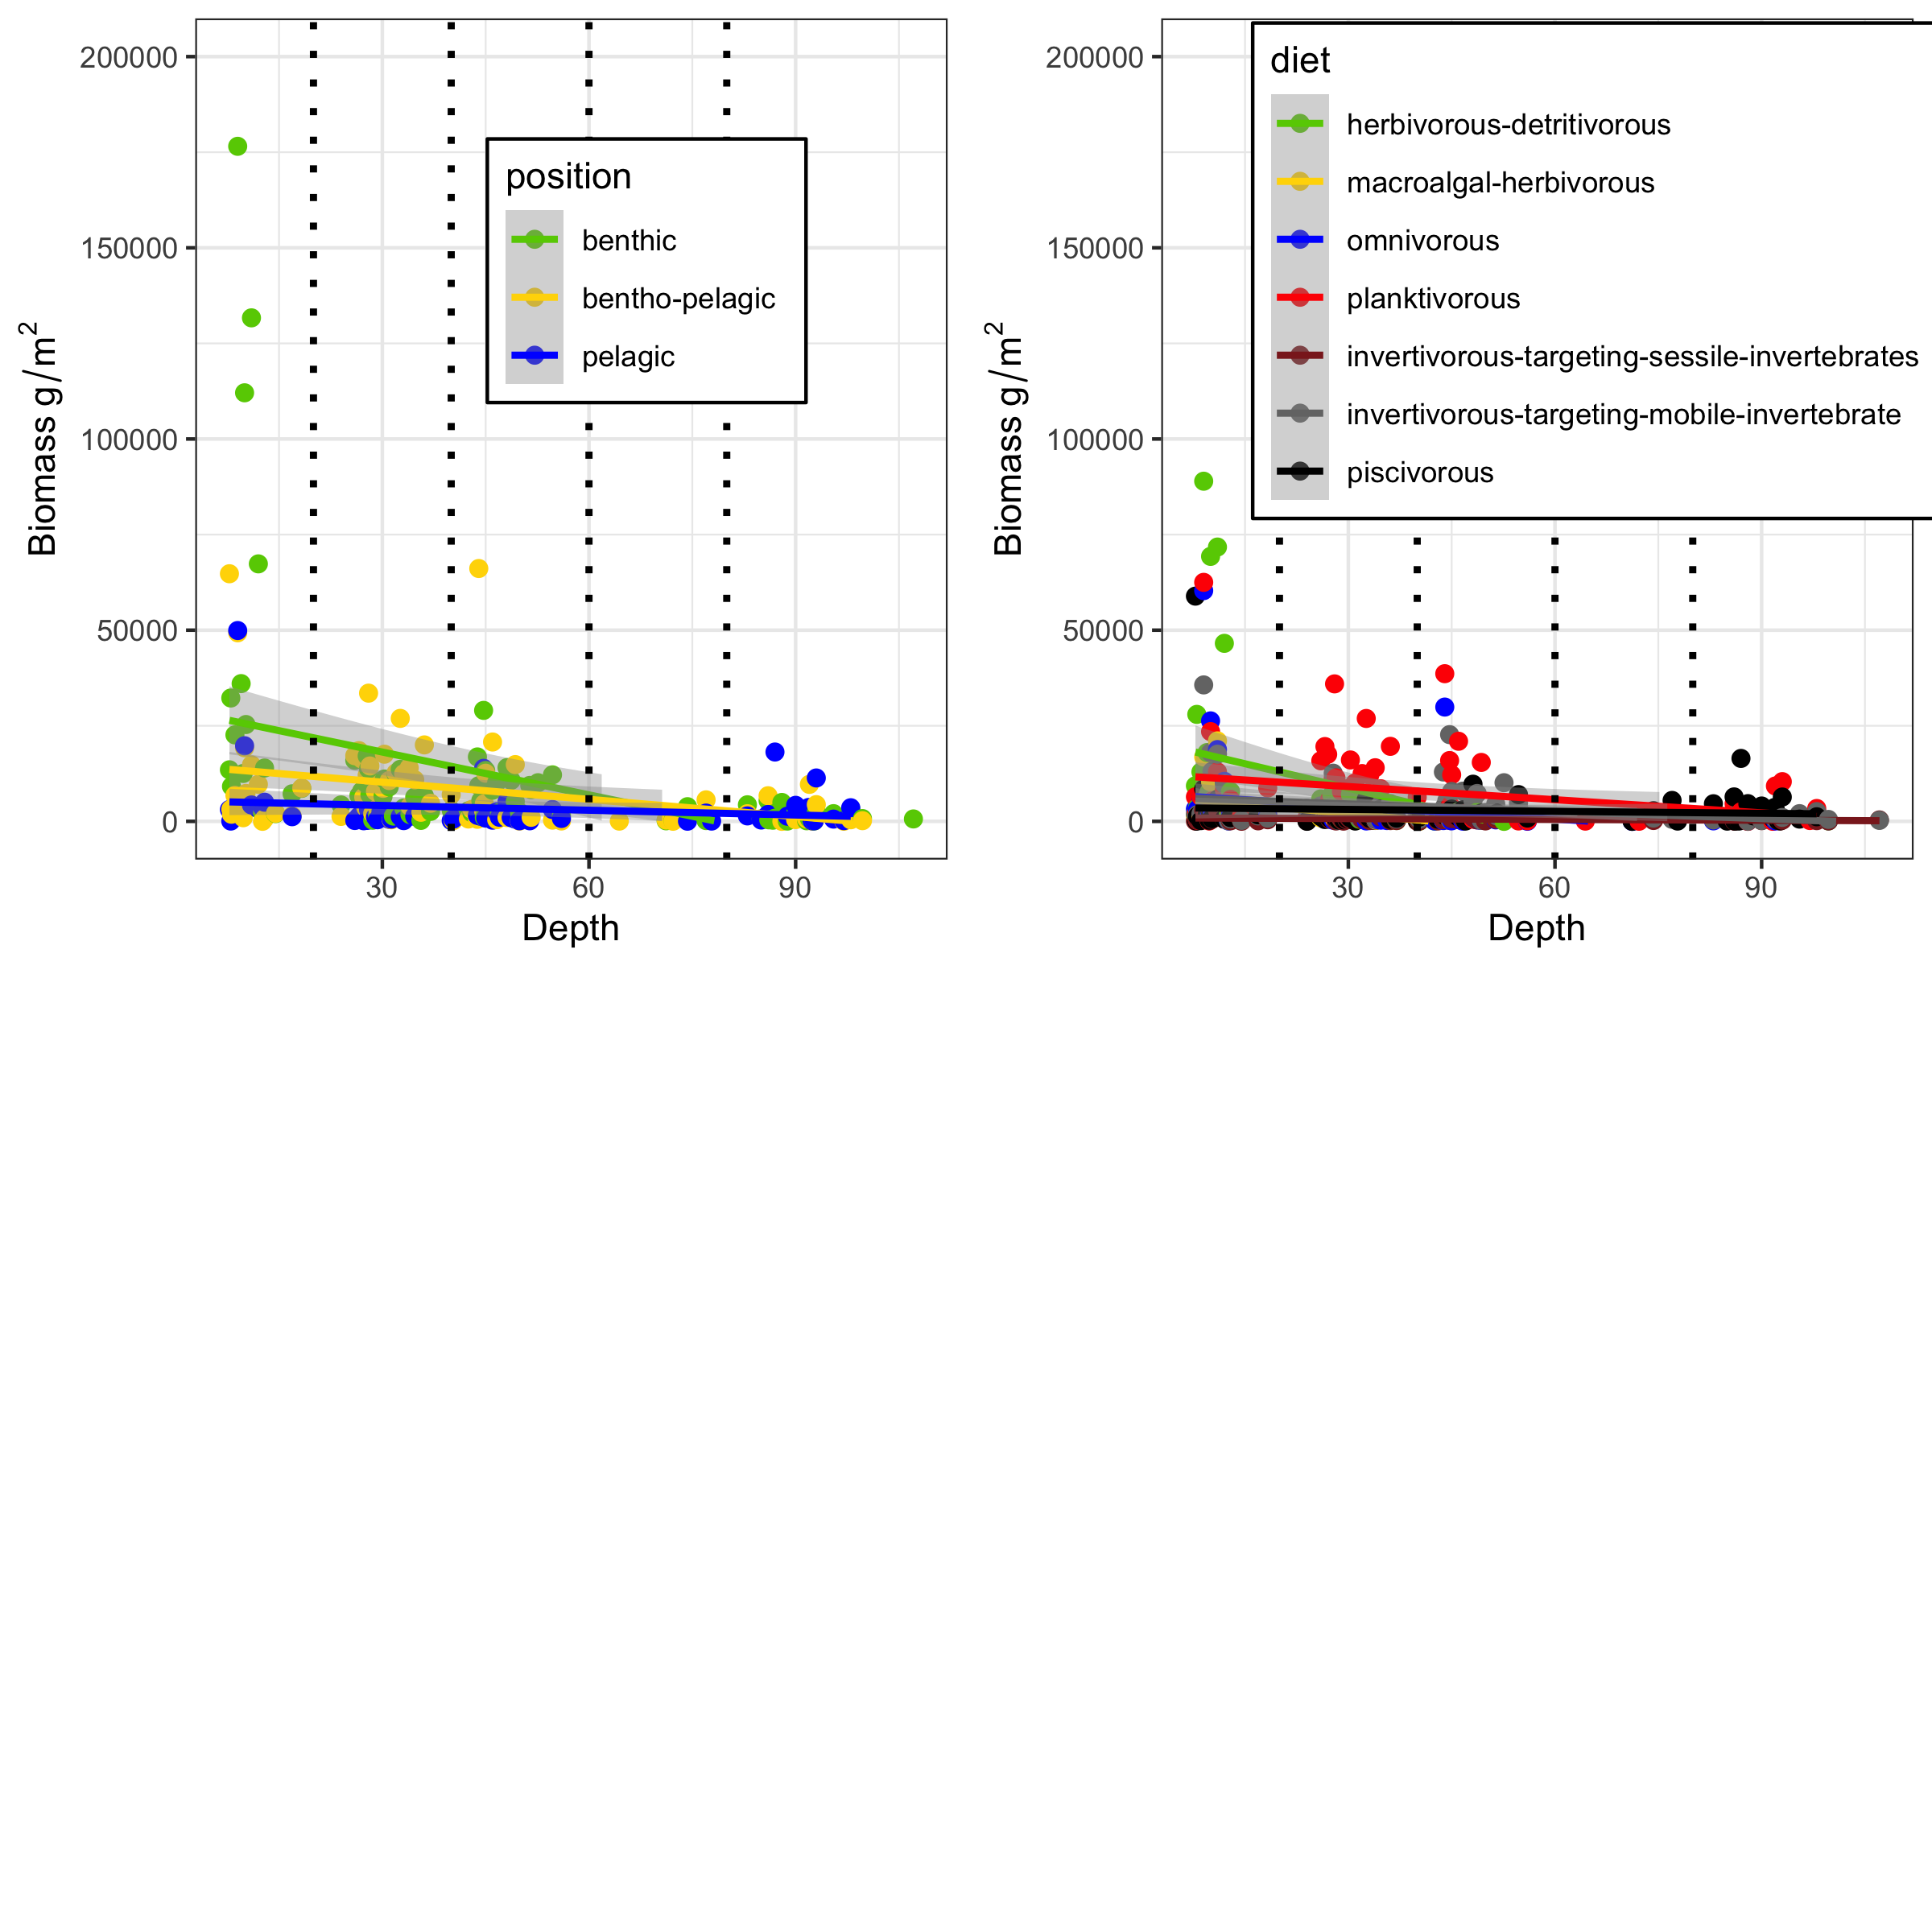 200000
150000
100000
50000
0
Biomass g/m²
30
60
90
Depth
position
benthic
bentho-pelagic
pelagic
200000
150000
100000
50000
0
Biomass g/m²
30
60
90
Depth
diet
herbivorous-detritivorous
macroalgal-herbivorous
omnivorous
planktivorous
invertivorous-targeting-sessile-invertebrates
invertivorous-targeting-mobile-invertebrate
piscivorous